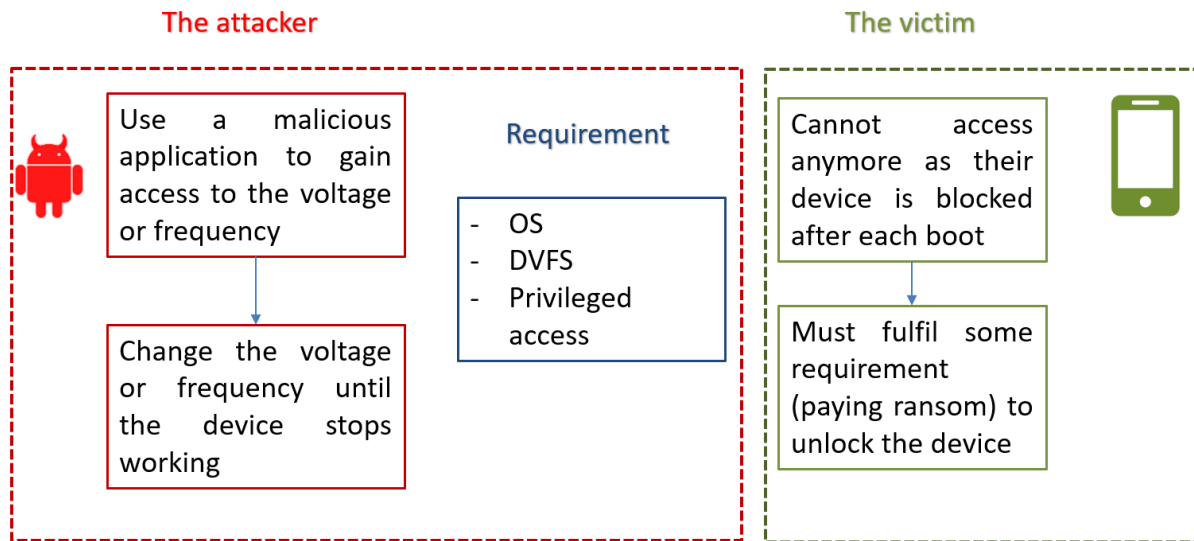 The attacker
The victim
Use a malicious
application to gain
access to the voltage
or frequency
Change the voltage
or frequency until
the device stops
working
Requirement
- OS
- DVFS
- Privileged
access
Cannot access
anymore as their
device is blocked
after each boot
Must fulfil some
requirement
(paying ransom) to
unlock the device